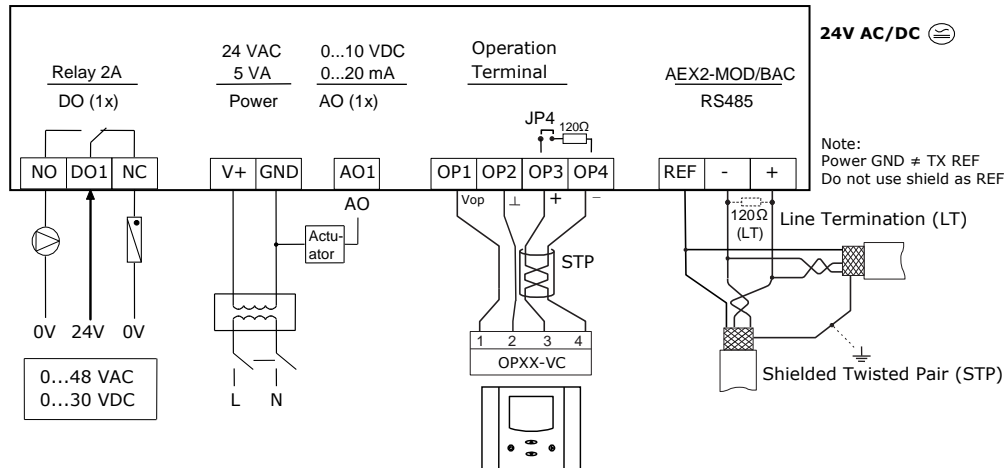 24V AC/DC
24 VAC
5 VA
Power
0...10 VDC
0...20 mA
AO (1x)
Operation
Terminal
Relay 2A
DO (1x)
AEX2-MOD/BAC
RS485
JP4
120Ω
NO DO1 NC
V+ GND
AO1
OP1 OP2 OP3 OP4
REF - +
Note:
Power GND ≠ TX REF
Do not use shield as REF
Vop ⊥ + −
AO
Actu-
ator
STP
120Ω
(LT)
Line Termination (LT)
0V 24V 0V
1 2 3 4
OPXX-VC
0...48 VAC
0...30 VDC
L N
Shielded Twisted Pair (STP)